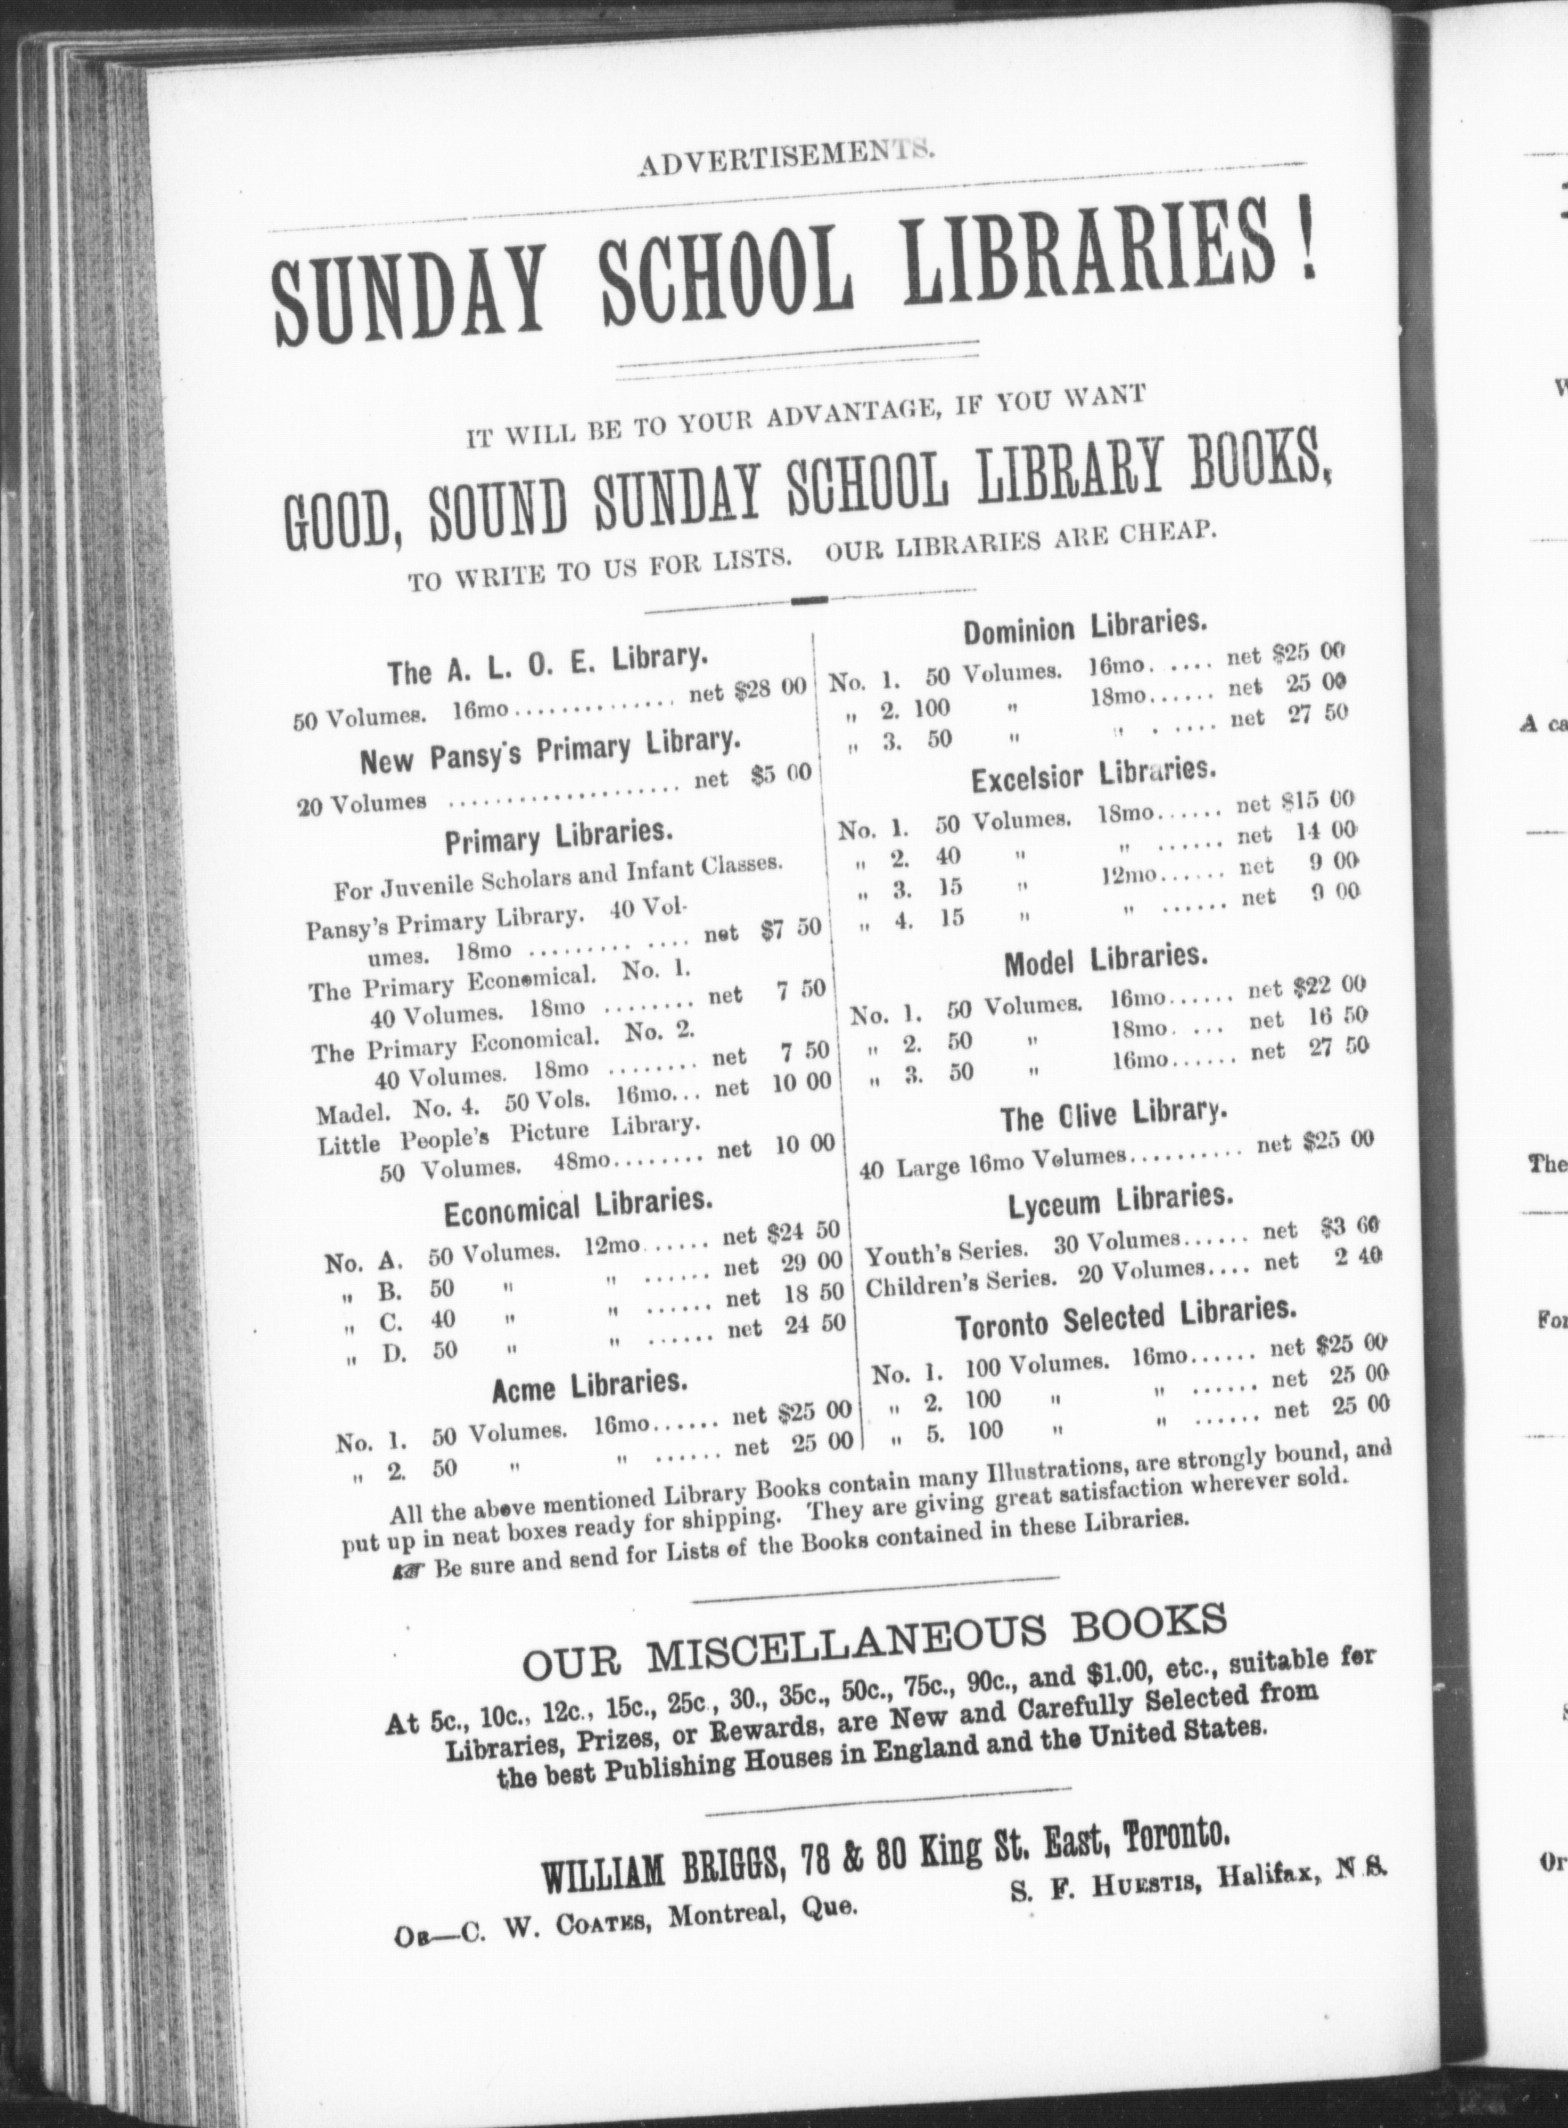 ADVERTISEMENTS.
SUNDAY SCHOOL LIBRARIES!
IT WILL BE TO YOUR ADVANTAGE, IF YOU WANT
GOOD, SOUND SUNDAY SCHOOL LIBRARY BOOKS,
TO WRITE TO US FOR LISTS. OUR LIBRARIES ARE CHEAP.
The A. L. O. E. Library.
50 Volumes. 16mo.............. net $28 00
New Pansy's Primary Library.
20 Volumes .................... net $5 00
Primary Libraries.
For Juvenile Scholars and Infant Classes.
Pansy's Primary Library. 40 Vol-
umes. 18mo ......... .... net $7 50
The Primary Economical. No. 1.
40 Volumes. 18mo ........ net 7 50
The Primary Economical. No. 2.
40 Volumes. 18mo ........ net 7 50
Madel. No. 4. 50 Vols. 16mo... net 10 00
Little People's Picture Library.
50 Volumes. 48mo........ net 10 00
Economical Libraries.
No. A. 50 Volumes. 12mo...... net $24 50
" B. 50 " " ...... net 29 00
" C. 40 " " ...... net 18 50
" D. 50 " " ...... net 24 50
Acme Libraries.
No. 1. 50 Volumes. 16mo...... net $25 00
" 2. 50 " " ...... net 25 00
Dominion Libraries.
No. 1. 50 Volumes. 16mo. .... net $25 00
" 2. 100 " 18mo...... net 25 00
" 3. 50 " " . .... net 27 50
Excelsior Libraries.
No. 1. 50 Volumes. 18mo...... net $15 00
" 2. 40 " " ...... net 14 00
" 3. 15 " 12mo...... net 9 00
" 4. 15 " " ...... net 9 00
Model Libraries.
No. 1. 50 Volumes. 16mo...... net $22 00
" 2. 50 " 18mo. ... net 16 50
" 3. 50 " 16mo...... net 27 50
The Olive Library.
40 Large 16mo Volumes.......... net $25 00
Lyceum Libraries.
Youth's Series. 30 Volumes...... net $3 60
Children's Series. 20 Volumes.... net 2 40
Toronto Selected Libraries.
No. 1. 100 Volumes. 16mo...... net $25 00
" 2. 100 " " ...... net 25 00
" 5. 100 " " ...... net 25 00
All the above mentioned Library Books contain many Illustrations, are strongly bound, and
put up in neat boxes ready for shipping. They are giving great satisfaction wherever sold.
☞ Be sure and send for Lists of the Books contained in these Libraries.
OUR MISCELLANEOUS BOOKS
At 5c., 10c., 12c., 15c., 25c., 30., 35c., 50c., 75c., 90c., and $1.00, etc., suitable for
Libraries, Prizes, or Rewards, are New and Carefully Selected from
the best Publishing Houses in England and the United States.
WILLIAM BRIGGS, 78 & 80 King St. East, Toronto.
OR—C. W. COATES, Montreal, Que. S. F. HUESTIS, Halifax, N.S.
A ca
The
For
Or